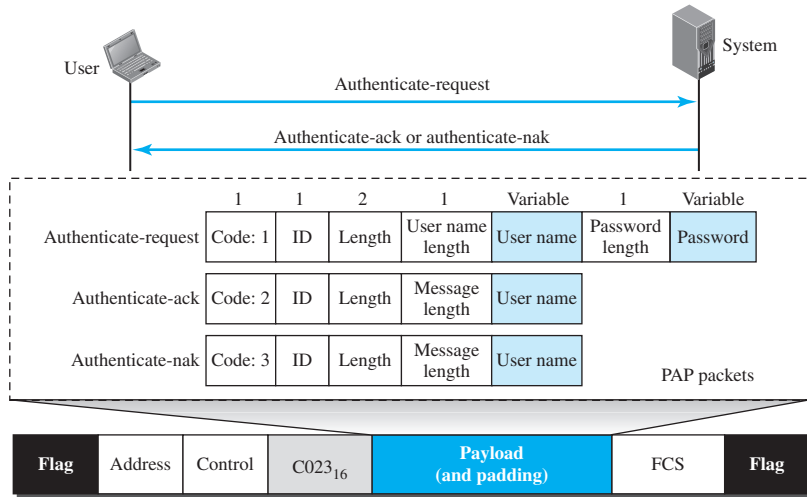 User
System
Authenticate-request
Authenticate-ack or authenticate-nak
1 1 2 1 Variable 1 Variable
Authenticate-request Code: 1 ID Length User name length User name Password length Password
Authenticate-ack Code: 2 ID Length Message length User name
Authenticate-nak Code: 3 ID Length Message length User name
PAP packets
Flag Address Control C023₁₆ Payload (and padding) FCS Flag